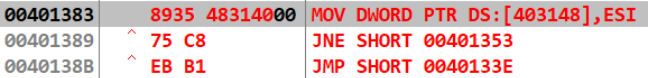 00401383 8935 48314000 MOV DWORD PTR DS:[403148],ESI
00401389 ^ 75 C8 JNE SHORT 00401353
0040138B ^ EB B1 JMP SHORT 0040133E